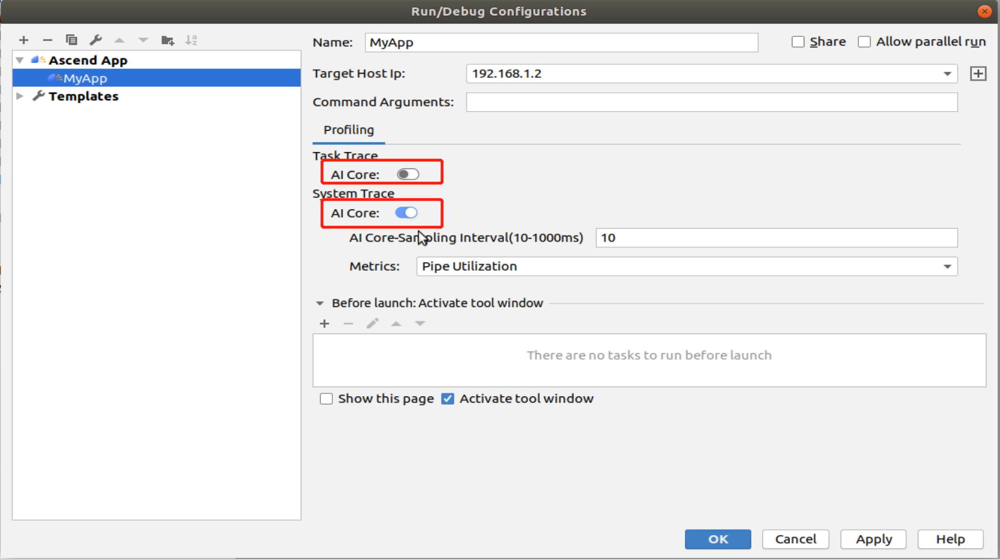 Run/Debug Configurations
Ascend App
MyApp
Templates
Name: MyApp
Share
Allow parallel run
Target Host Ip: 192.168.1.2
Command Arguments:
Profiling
Task Trace
AI Core:
System Trace
AI Core:
AI Core-Sampling Interval(10-1000ms) 10
Metrics: Pipe Utilization
Before launch: Activate tool window
There are no tasks to run before launch
Show this page
Activate tool window
OK
Cancel
Apply
Help